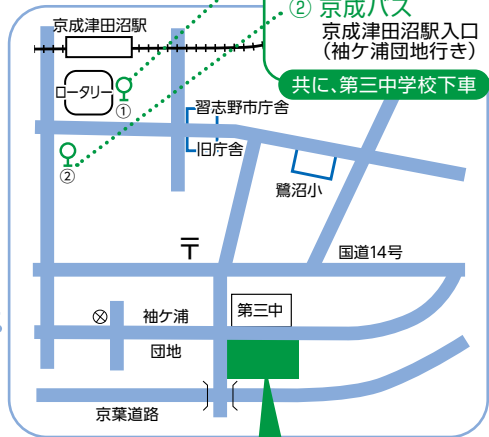 ② 京成バス
京成津田沼駅入口
(袖ケ浦団地行き)
共に、第三中学校下車
京成津田沼駅
ロータリー
①
②
習志野市庁舎
旧庁舎
鷺沼小
〒
国道14号
第三中
袖ケ浦
団地
京葉道路